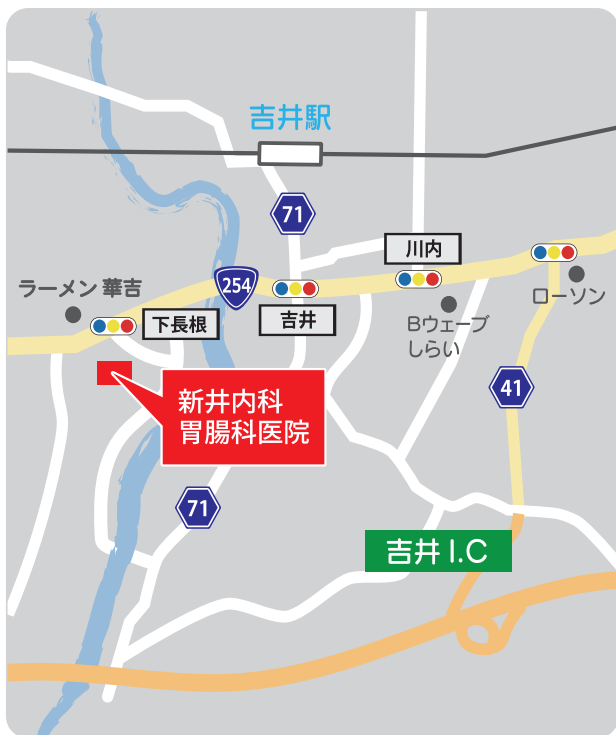 吉井駅
71
川内
254
ラーメン 華吉
ローソン
下長根
吉井
Bウェーブ
しらい
新井内科
胃腸科医院
41
71
吉井 I.C